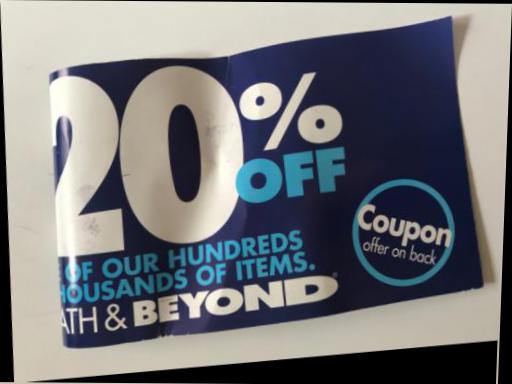 20%
OFF
OF OUR HUNDREDS
HOUSANDS OF ITEMS.
ATH & BEYOND®
Coupon
offer on back